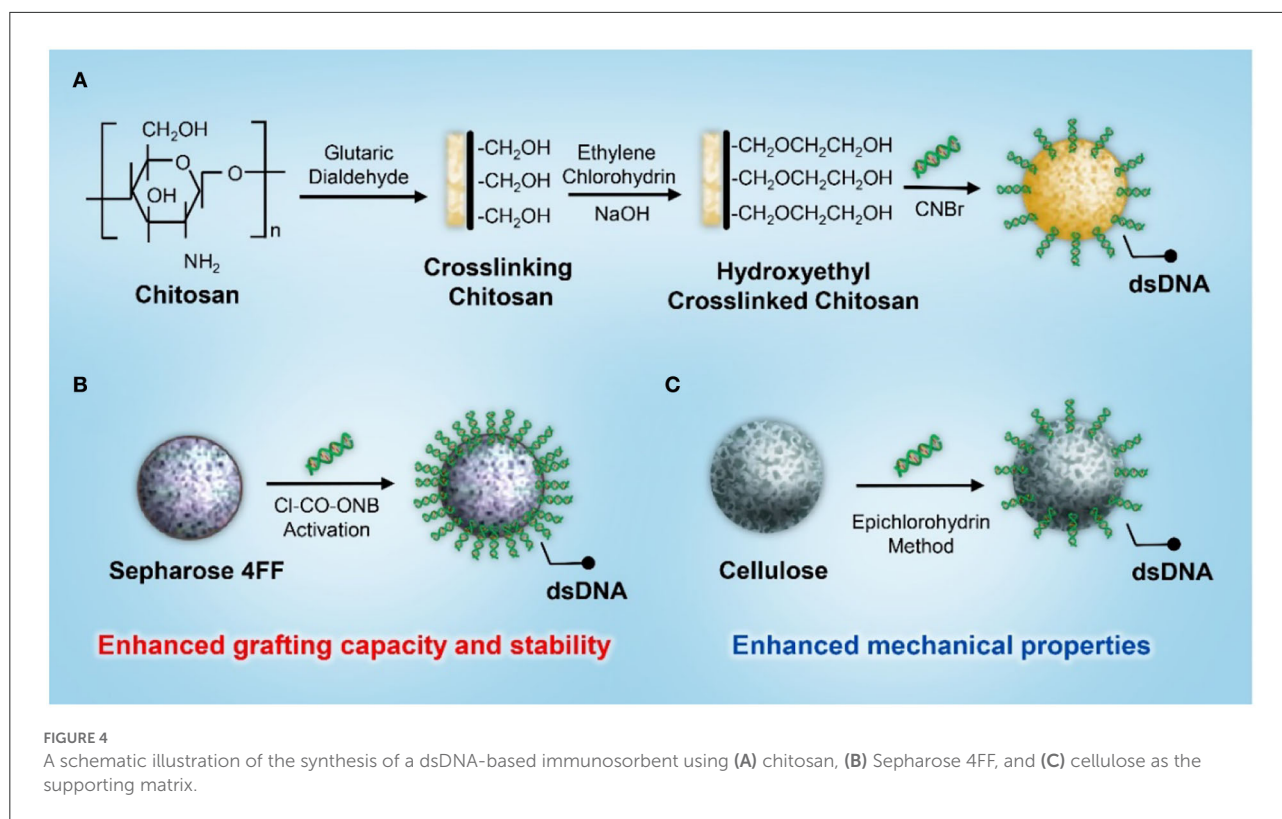 A
CH₂OH
O
OH
O
n
NH₂
Chitosan
Glutaric
Dialdehyde
-CH₂OH
-CH₂OH
-CH₂OH
Crosslinking
Chitosan
Ethylene
Chlorohydrin
NaOH
-CH₂OCH₂CH₂OH
-CH₂OCH₂CH₂OH
-CH₂OCH₂CH₂OH
Hydroxyethyl
Crosslinked Chitosan
CNBr
dsDNA
B
Sepharose 4FF
Cl-CO-ONB
Activation
dsDNA
Enhanced grafting capacity and stability
C
Cellulose
Epichlorohydrin
Method
dsDNA
Enhanced mechanical properties
FIGURE 4
A schematic illustration of the synthesis of a dsDNA-based immunosorbent using (A) chitosan, (B) Sepharose 4FF, and (C) cellulose as the
supporting matrix.